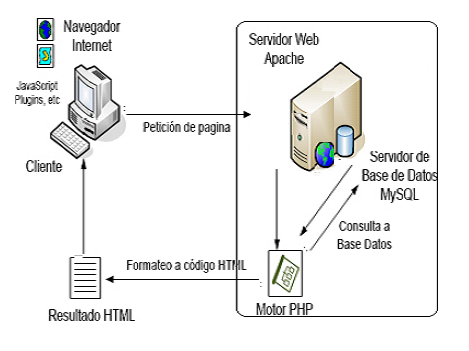 Navegador
Internet
JavaScript
Plugins, etc
Cliente
Petición de pagina
Servidor Web
Apache
Servidor de
Base de Datos
MySQL
Consulta a
Base Datos
Formateo a código HTML
Motor PHP
Resultado HTML